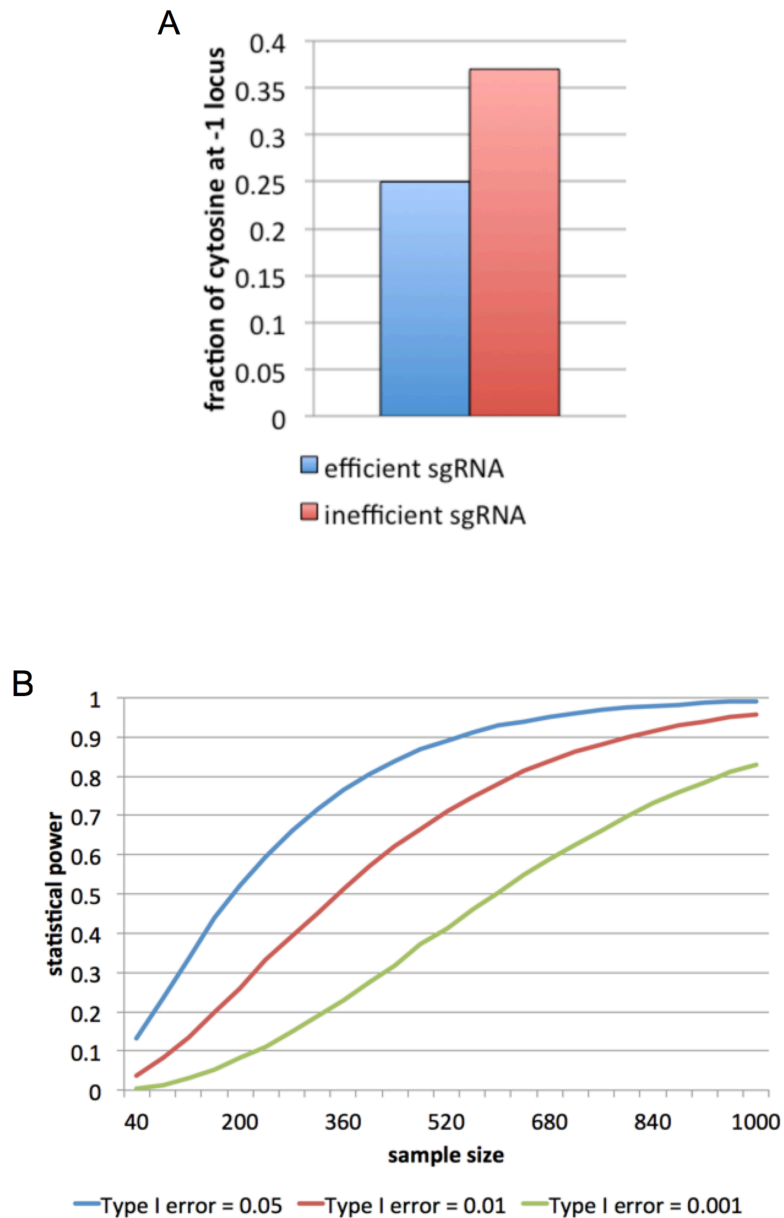 A
fraction of cytosine at -1 locus
0.4
0.35
0.3
0.25
0.2
0.15
0.1
0.05
0
efficient sgRNA
inefficient sgRNA
B
statistical power
1
0.9
0.8
0.7
0.6
0.5
0.4
0.3
0.2
0.1
0
40 200 360 520 680 840 1000
sample size
Type I error = 0.05 Type I error = 0.01 Type I error = 0.001